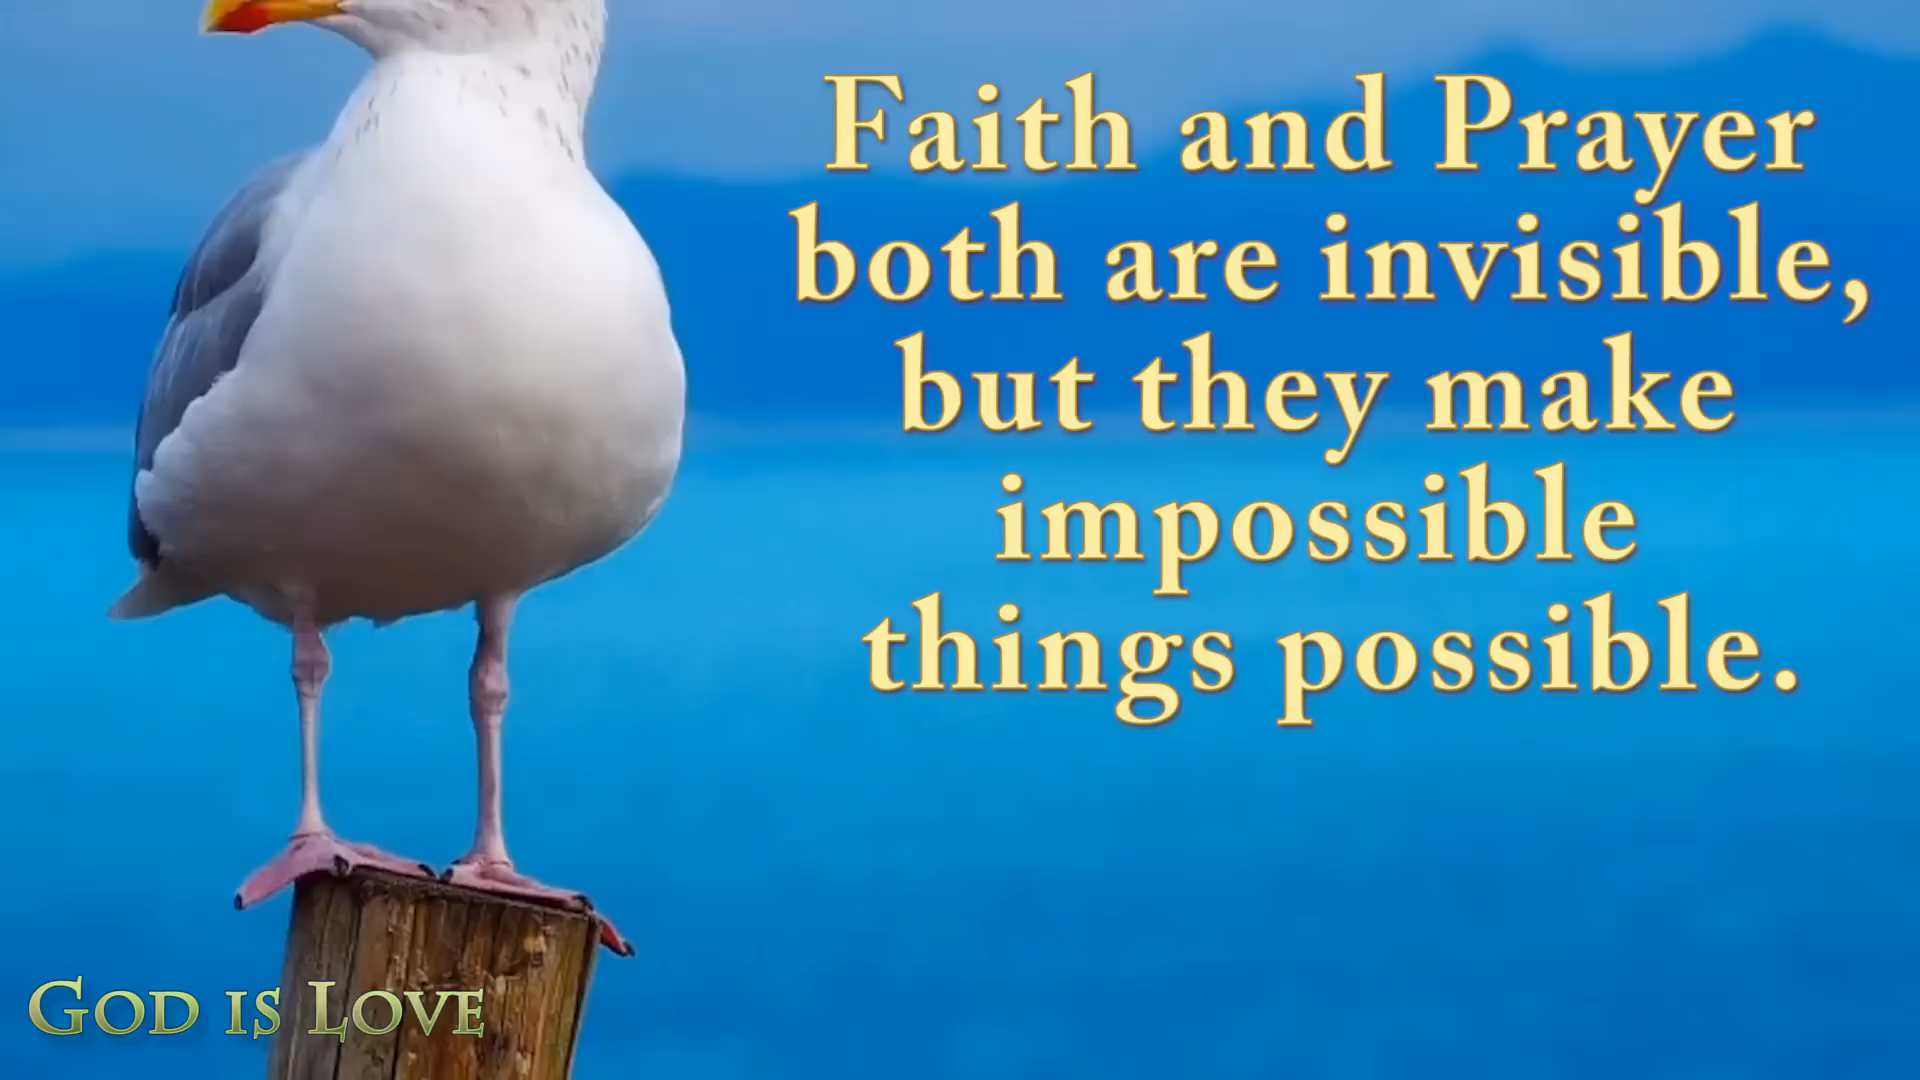 Faith and Prayer
both are invisible,
but they make
impossible
things possible.
God is Love